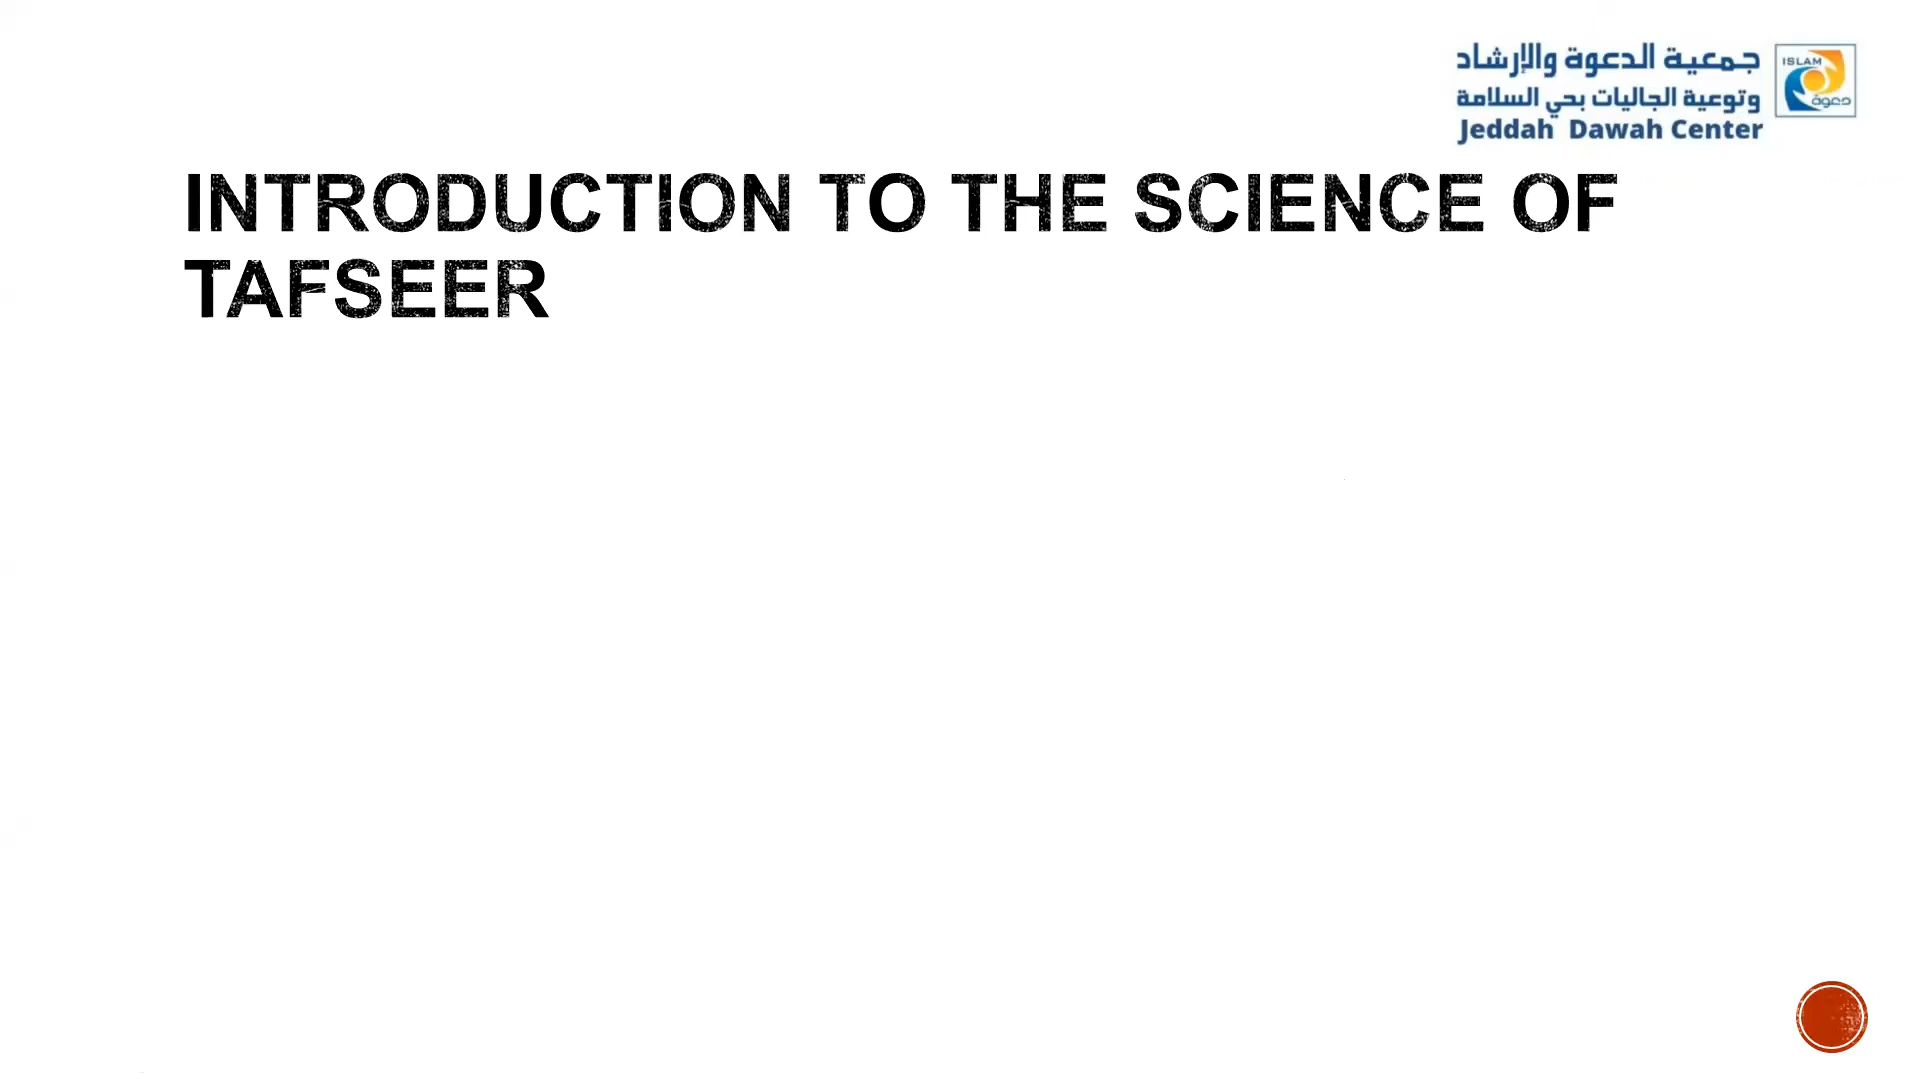 جمعية الدعوة والإرشاد
وتوعية الجاليات بحي السلامة
Jeddah Dawah Center
ISLAM
دعوة
INTRODUCTION TO THE SCIENCE OF
TAFSEER